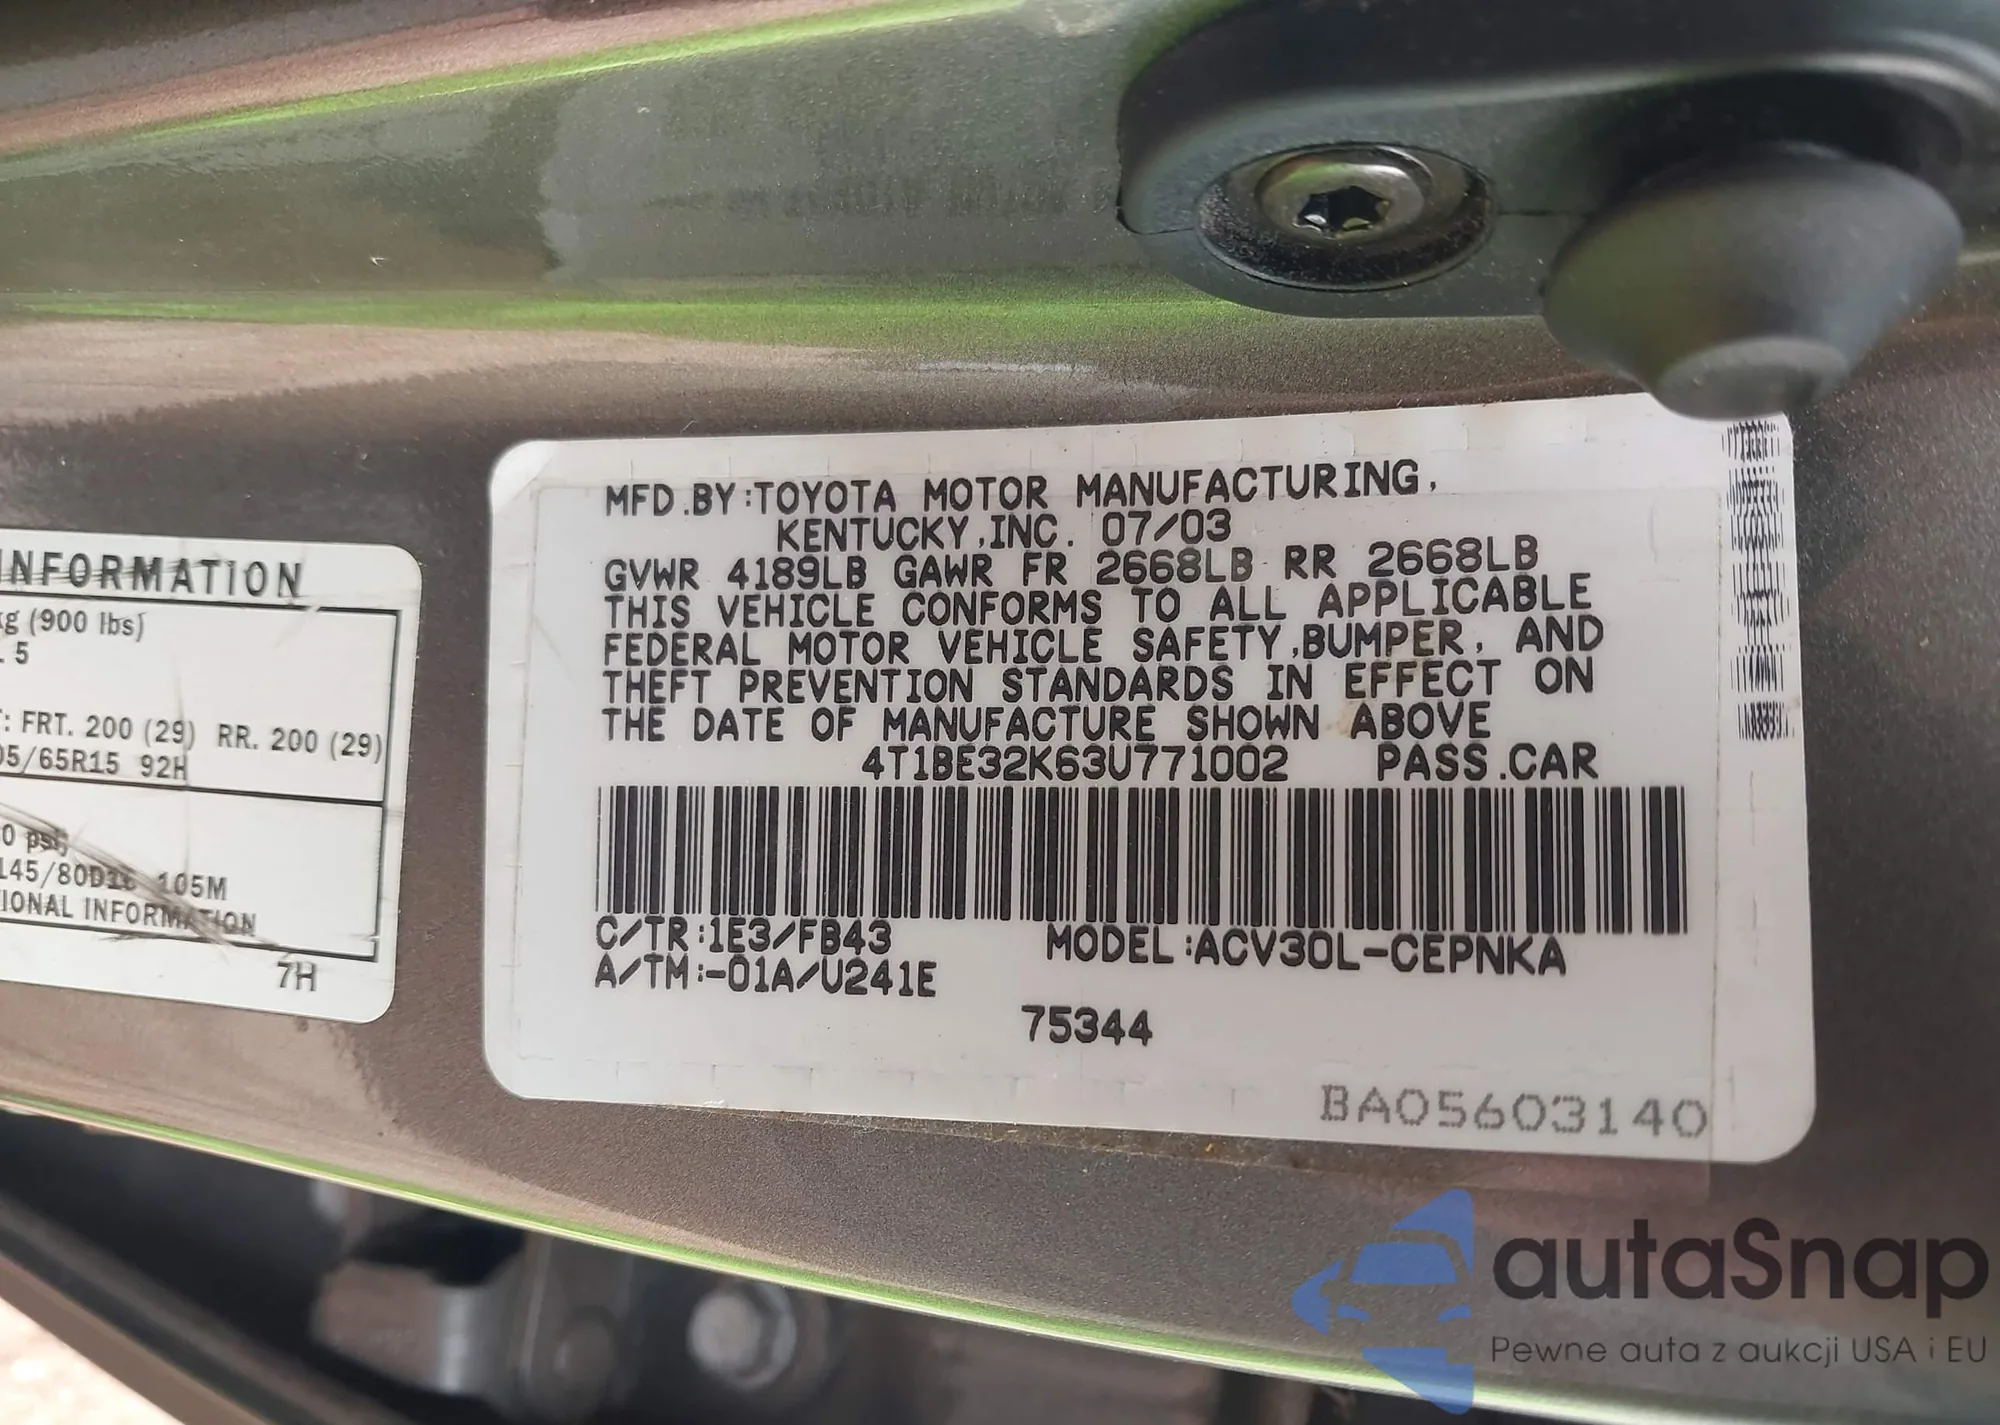 INFORMATION
kg (900 lbs)
5
: FRT. 200 (29) RR. 200 (29)
05/65R15 92H
0 psi)
145/80D16 105M
IONAL INFORMATION
7H
MFD.BY:TOYOTA MOTOR MANUFACTURING,
KENTUCKY,INC. 07/03
GVWR 4189LB GAWR FR 2668LB RR 2668LB
THIS VEHICLE CONFORMS TO ALL APPLICABLE
FEDERAL MOTOR VEHICLE SAFETY,BUMPER, AND
THEFT PREVENTION STANDARDS IN EFFECT ON
THE DATE OF MANUFACTURE SHOWN ABOVE
4T1BE32K63U771002 PASS.CAR
C/TR:1E3/FB43 MODEL:ACV30L-CEPNKA
A/TM:-01A/U241E
75344
BA05603140
autaSnap
Pewne auta z aukcji USA i EU